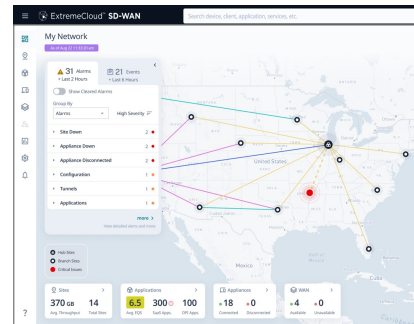 ExtremeCloud™ SD-WAN
Search device, client, application, services, etc.
My Network
31 Alarms
• Last 2 Hours
21 Events
• Last 6 Hours
Show Cleared Alarms
Group By
Alarms
High Severity
Site Down 2
Appliance Down 2
Appliance Disconnected 2
Configuration 1
Tunnels 1
Applications 1
more >
United States
Mexico
Cuba
Hub Sites
Branch Sites
Critical Issues
Sites >
370 GB
Avg. Throughput
14
Total Sites
Applications >
6.5
Avg. EQS
300
SaaS Apps
100
DPI Apps
Appliances >
18
Connected
0
Disconnected
WAN >
4
Available
0
Unavailable
?